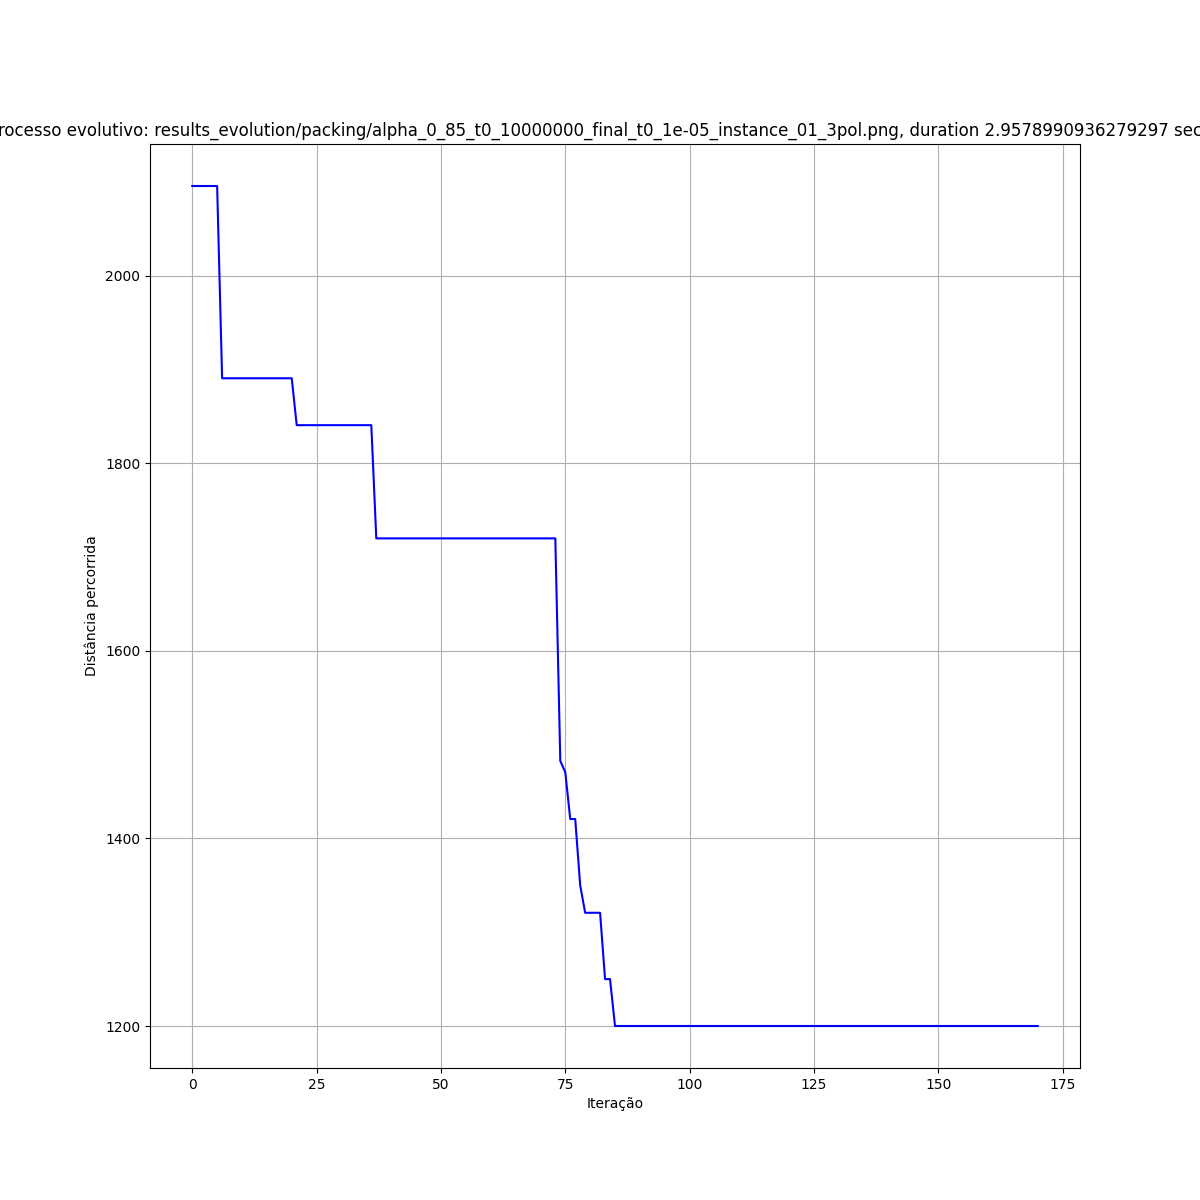 rocesso evolutivo: results_evolution/packing/alpha_0_85_t0_10000000_final_t0_1e-05_instance_01_3pol.png, duration 2.9578990936279297 sec
2000
1800
1600
1400
1200
Distância percorrida
0 25 50 75 100 125 150 175
Iteração